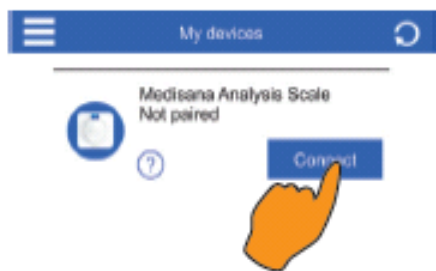 My devices
Medisana Analysis Scale
Not paired
?
Connect